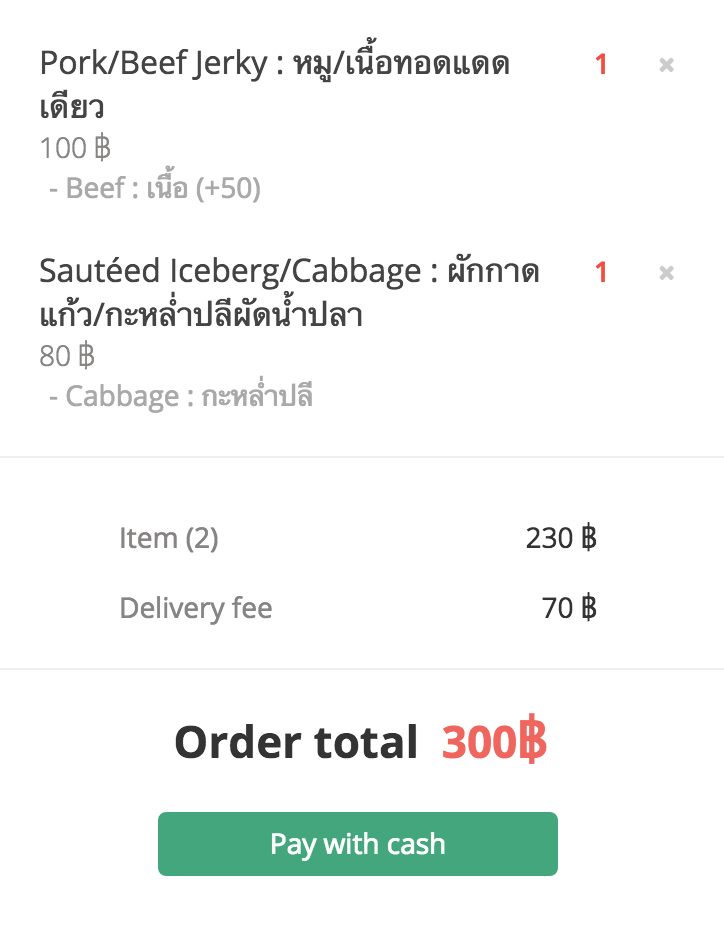 Pork/Beef Jerky : หมู/เนื้อทอดแดด 1 ×
เดียว
100 ฿
- Beef : เนื้อ (+50)
Sautéed Iceberg/Cabbage : ผักกาด 1 ×
แก้ว/กะหล่ำปลีผัดน้ำปลา
80 ฿
- Cabbage : กะหล่ำปลี
Item (2) 230 ฿
Delivery fee 70 ฿
Order total 300฿
Pay with cash